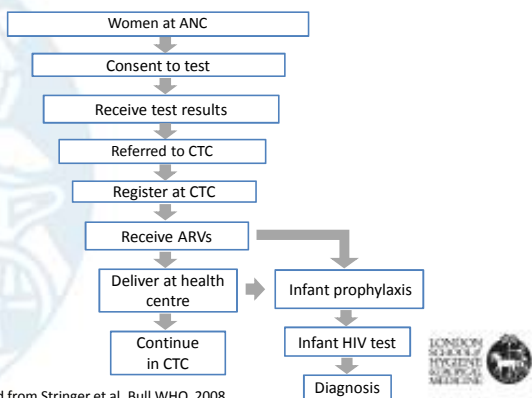 Women at ANC
Consent to test
Receive test results
Referred to CTC
Register at CTC
Receive ARVs
Deliver at health
centre
Infant prophylaxis
Continue
in CTC
Infant HIV test
Diagnosis
from Stringer et al, Bull WHO, 2008
LONDON
SCHOOL of
HYGIENE
&TROPICAL
MEDICINE